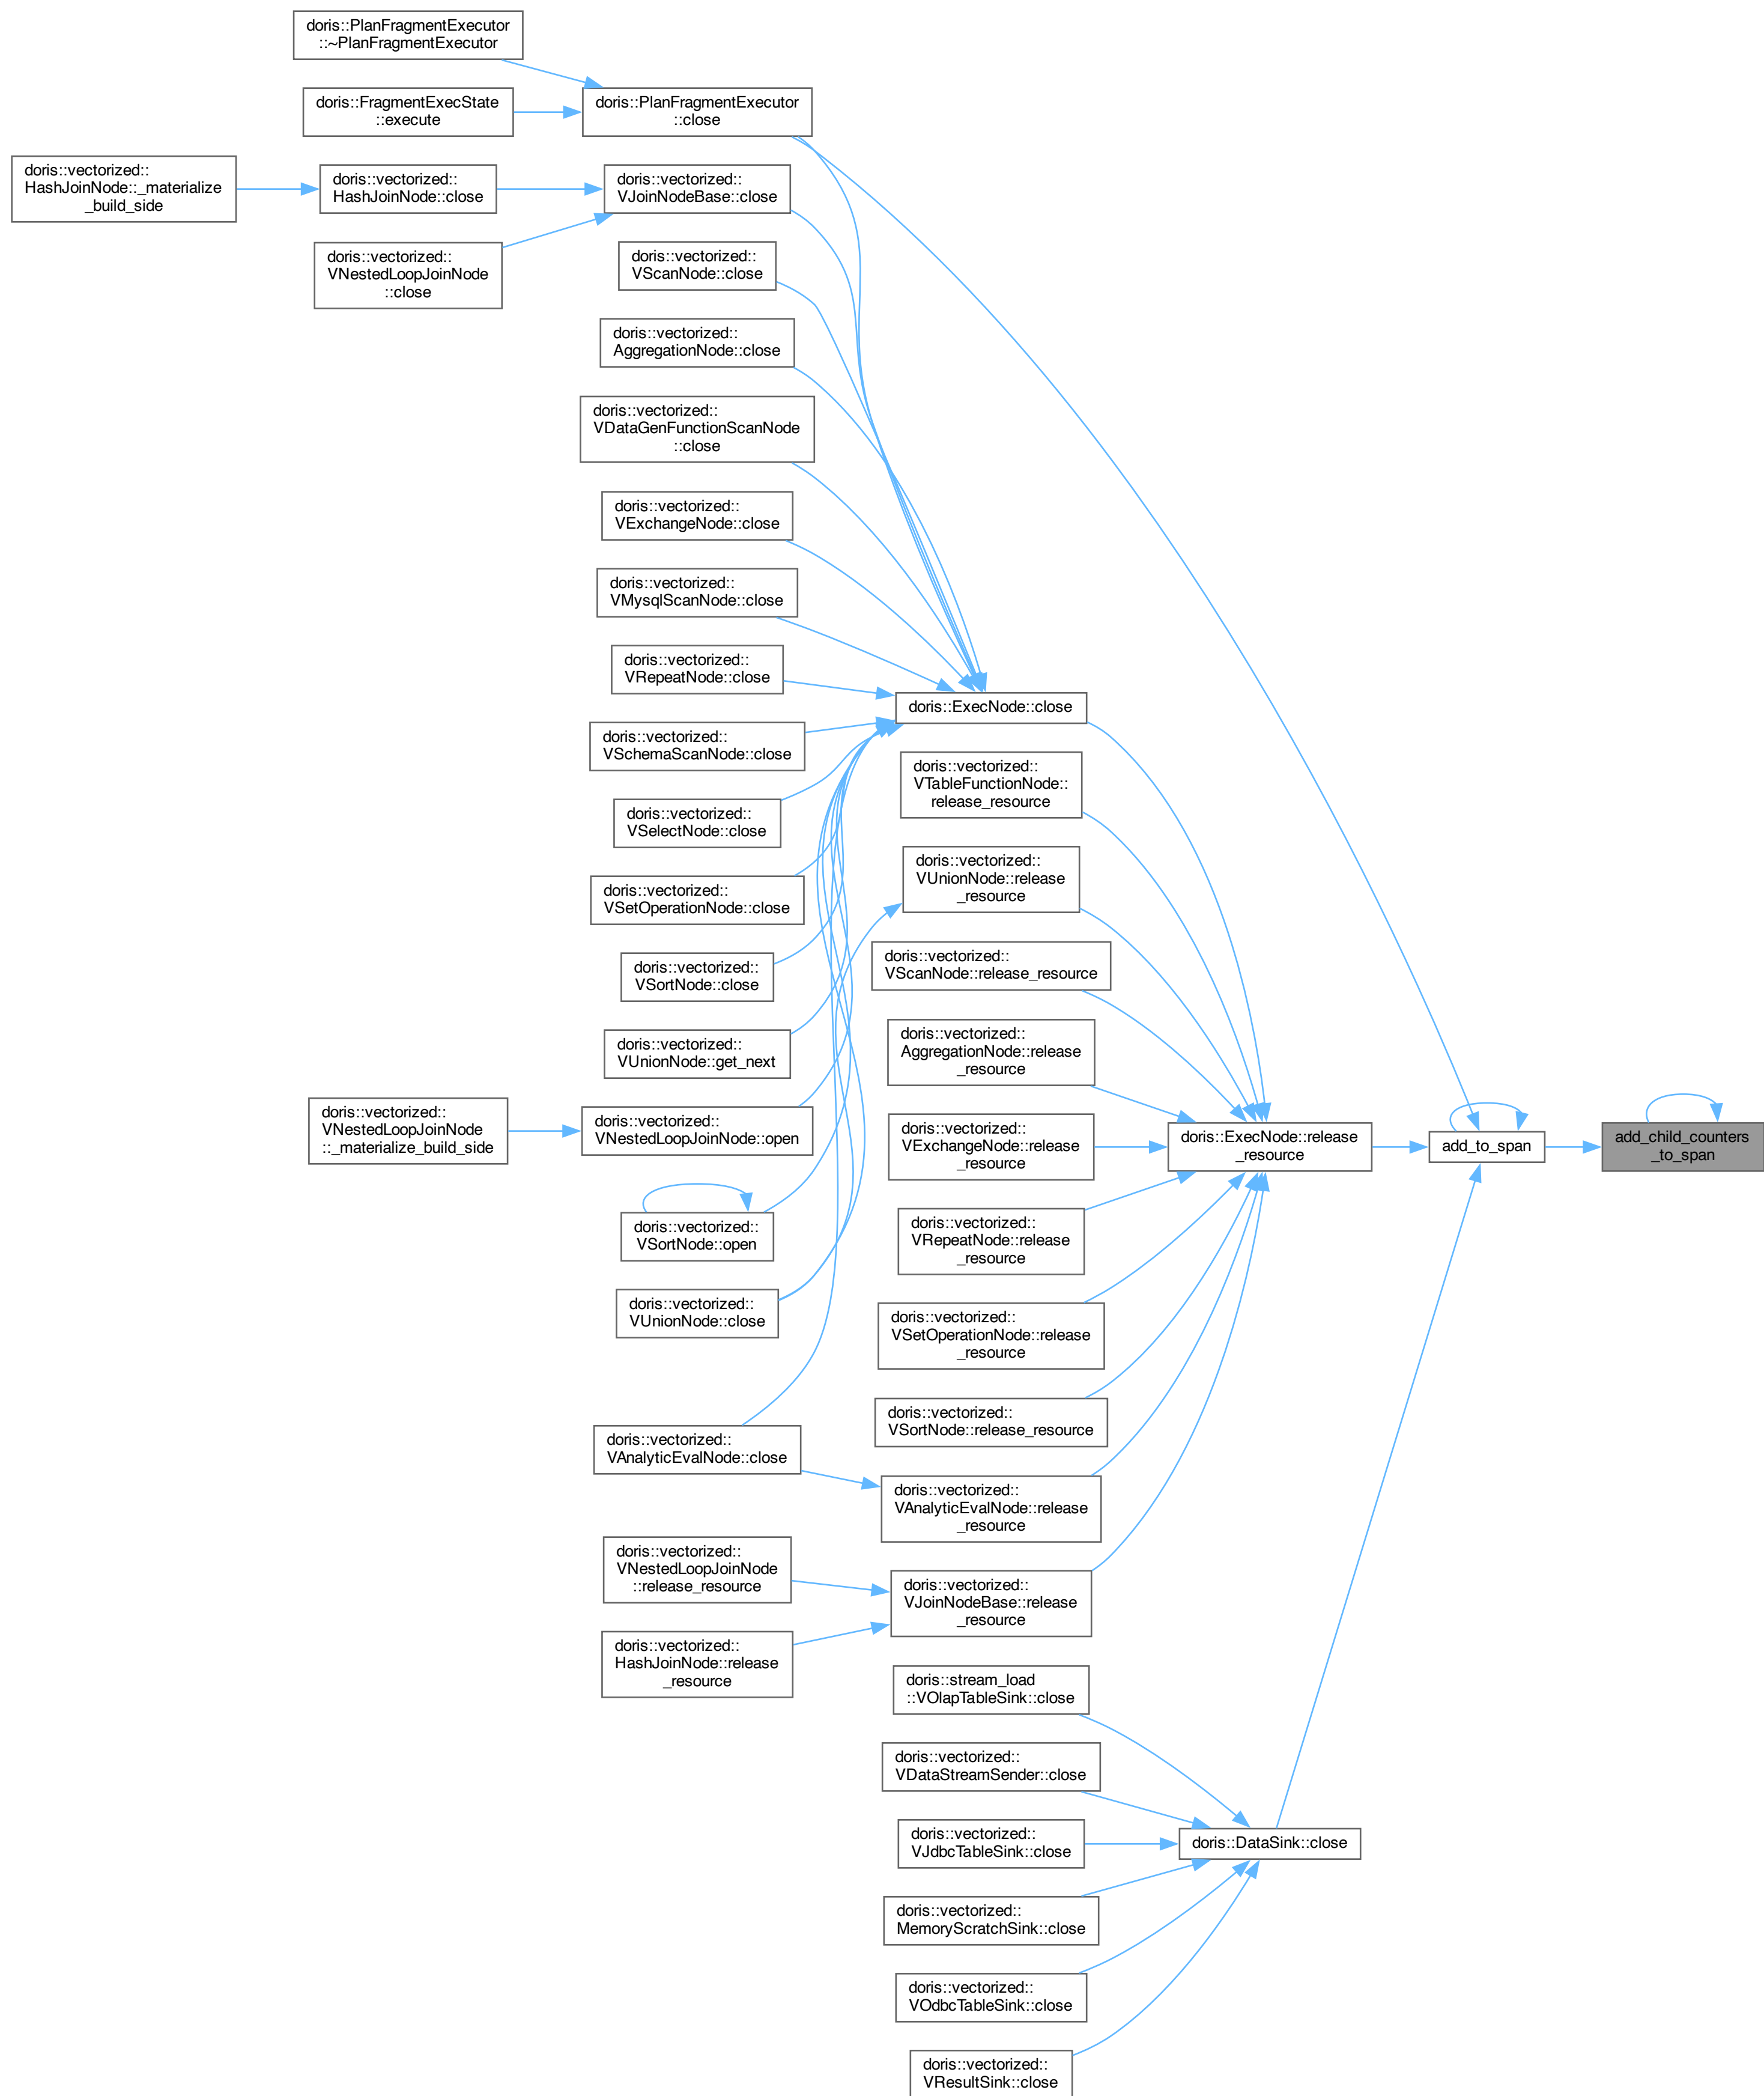 doris::PlanFragmentExecutor
::~PlanFragmentExecutor
doris::FragmentExecState
::execute
doris::PlanFragmentExecutor
::close
doris::vectorized::
HashJoinNode::_materialize
_build_side
doris::vectorized::
HashJoinNode::close
doris::vectorized::
VJoinNodeBase::close
doris::vectorized::
VNestedLoopJoinNode
::close
doris::vectorized::
VScanNode::close
doris::vectorized::
AggregationNode::close
doris::vectorized::
VDataGenFunctionScanNode
::close
doris::vectorized::
VExchangeNode::close
doris::vectorized::
VMysqlScanNode::close
doris::vectorized::
VRepeatNode::close
doris::ExecNode::close
doris::vectorized::
VSchemaScanNode::close
doris::vectorized::
VTableFunctionNode::
release_resource
doris::vectorized::
VSelectNode::close
doris::vectorized::
VUnionNode::release
_resource
doris::vectorized::
VSetOperationNode::close
doris::vectorized::
VScanNode::release_resource
doris::vectorized::
VSortNode::close
doris::vectorized::
AggregationNode::release
_resource
doris::vectorized::
VUnionNode::get_next
doris::vectorized::
VNestedLoopJoinNode
::_materialize_build_side
doris::vectorized::
VNestedLoopJoinNode::open
doris::vectorized::
VExchangeNode::release
_resource
doris::ExecNode::release
_resource
add_to_span
add_child_counters
_to_span
doris::vectorized::
VSortNode::open
doris::vectorized::
VRepeatNode::release
_resource
doris::vectorized::
VUnionNode::close
doris::vectorized::
VSetOperationNode::release
_resource
doris::vectorized::
VSortNode::release_resource
doris::vectorized::
VAnalyticEvalNode::close
doris::vectorized::
VAnalyticEvalNode::release
_resource
doris::vectorized::
VNestedLoopJoinNode
::release_resource
doris::vectorized::
VJoinNodeBase::release
_resource
doris::vectorized::
HashJoinNode::release
_resource
doris::stream_load
::VOlapTableSink::close
doris::vectorized::
VDataStreamSender::close
doris::vectorized::
VJdbcTableSink::close
doris::DataSink::close
doris::vectorized::
MemoryScratchSink::close
doris::vectorized::
VOdbcTableSink::close
doris::vectorized::
VResultSink::close